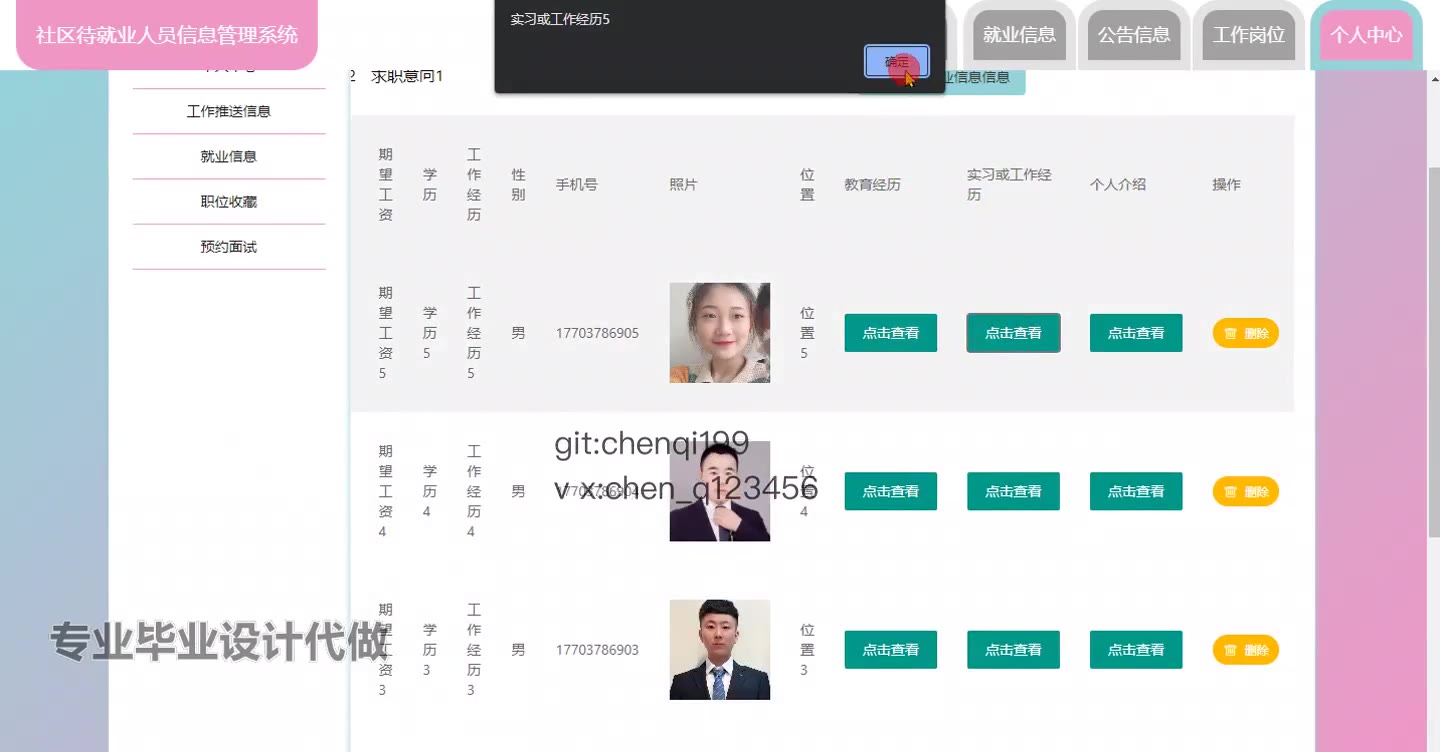 社区待就业人员信息管理系统
实习或工作经历5
确定
就业信息
公告信息
工作岗位
个人中心
工作推送信息
就业信息
职位收藏
预约面试
求职意向1
业信息信息
期望工资
学历
工作经历
性别
手机号
照片
位置
教育经历
实习或工作经历
个人介绍
操作
期望工资5
学历5
工作经历5
男
17703786905
位置5
点击查看
点击查看
点击查看
删除
期望工资4
学历4
工作经历4
男
17703786904
位置4
点击查看
点击查看
点击查看
删除
git:chenqi199
v x:chen_q123456
期望工资3
学历3
工作经历3
男
17703786903
位置3
点击查看
点击查看
点击查看
删除
专业毕业设计代做